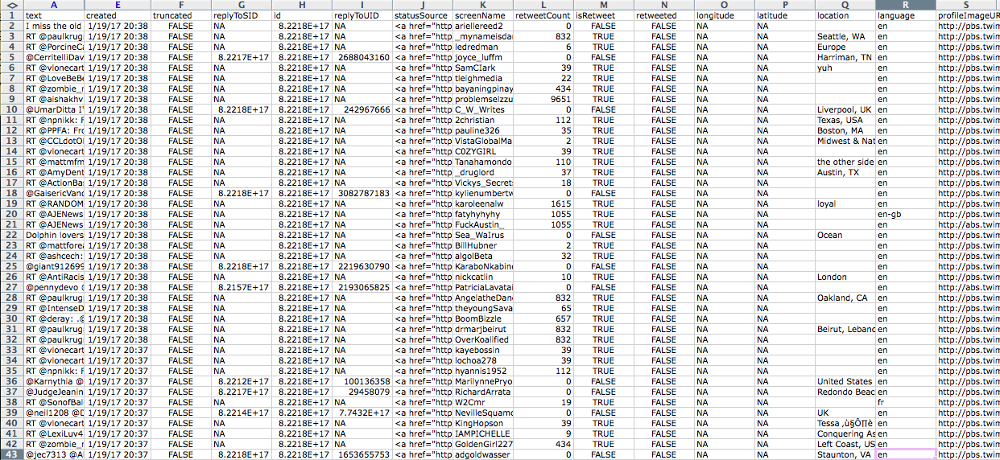 A E F G H I J K L M N O P Q R S
1 text created truncated replyToSID id replyToUID statusSource screenName retweetCount isRetweet retweeted longitude latitude location language profileImageUR
2 I miss the old 1/19/17 20:38 FALSE NA 8.2218E+17 NA <a href="http ariellereed2 0 FALSE FALSE NA NA en http://pbs.twim
3 RT @paulkrug 1/19/17 20:38 FALSE NA 8.2218E+17 NA <a href="http _mynameisda 832 TRUE FALSE NA NA Seattle, WA en http://pbs.twim
4 RT @PorcineCa 1/19/17 20:38 FALSE NA 8.2218E+17 NA <a href="http ledredman 6 TRUE FALSE NA NA Europe en http://pbs.twim
5 @CerritelliDav 1/19/17 20:38 FALSE 8.2217E+17 8.2218E+17 2688043160 <a href="http joyce_luffm 0 FALSE FALSE NA NA Harriman, TN en http://pbs.twim
6 RT @vlonecart 1/19/17 20:38 FALSE NA 8.2218E+17 NA <a href="http SamCIark 39 TRUE FALSE NA NA yuh en http://pbs.twim
7 RT @LoveBeBe 1/19/17 20:38 FALSE NA 8.2218E+17 NA <a href="http tleighmedia 22 TRUE FALSE NA NA en http://pbs.twim
8 RT @zombie_r 1/19/17 20:38 FALSE NA 8.2218E+17 NA <a href="http bayaningpinay 434 TRUE FALSE NA NA en http://pbs.twim
9 RT @aishakhv 1/19/17 20:38 FALSE NA 8.2218E+17 NA <a href="http problemselzzu 9651 TRUE FALSE NA NA en http://pbs.twim
10 @UmarDitta I' 1/19/17 20:38 FALSE 8.2218E+17 8.2218E+17 242967666 <a href="http C_W_Writes 0 FALSE FALSE NA NA Liverpool, UK en http://pbs.twim
11 RT @npnikk: F 1/19/17 20:38 FALSE NA 8.2218E+17 NA <a href="http 2christian 112 TRUE FALSE NA NA Texas, USA en http://pbs.twim
12 RT @PPFA: Fro 1/19/17 20:38 FALSE NA 8.2218E+17 NA <a href="http pauline326 35 TRUE FALSE NA NA Boston, MA en http://pbs.twim
13 RT @CCLdotOI 1/19/17 20:38 FALSE NA 8.2218E+17 NA <a href="http VistaGlobalMa 2 TRUE FALSE NA NA Midwest & Nat en http://pbs.twim
14 RT @vlonecart 1/19/17 20:38 FALSE NA 8.2218E+17 NA <a href="http C0ZYGIRL 39 TRUE FALSE NA NA en http://pbs.twim
15 RT @mattmfm 1/19/17 20:38 FALSE NA 8.2218E+17 NA <a href="http Tanahamondo 110 TRUE FALSE NA NA the other side en http://pbs.twim
16 RT @AmyDent 1/19/17 20:38 FALSE NA 8.2218E+17 NA <a href="http _druglord 37 TRUE FALSE NA NA Austin, TX en http://pbs.twim
17 RT @ActionBas 1/19/17 20:38 FALSE NA 8.2218E+17 NA <a href="http Vickys_Secrets 18 TRUE FALSE NA NA en http://pbs.twim
18 @GaisericVanc 1/19/17 20:38 FALSE 8.2218E+17 8.2218E+17 3082787183 <a href="http kylienumbertw 0 FALSE FALSE NA NA en http://pbs.twim
19 RT @RANDOM 1/19/17 20:38 FALSE NA 8.2218E+17 NA <a href="http karoleenalw 1615 TRUE FALSE NA NA loyal en http://pbs.twim
20 RT @AJENews 1/19/17 20:38 FALSE NA 8.2218E+17 NA <a href="http fatyhyhyhy 1055 TRUE FALSE NA NA en-gb http://pbs.twim
21 RT @AJENews 1/19/17 20:38 FALSE NA 8.2218E+17 NA <a href="http FuckAustin_ 1055 TRUE FALSE NA NA en http://abs.twim
22 Dolphin lovers 1/19/17 20:38 FALSE NA 8.2218E+17 NA <a href="http Sea_WaIrus 0 FALSE FALSE NA NA Ocean en http://pbs.twim
23 RT @mattforea 1/19/17 20:38 FALSE NA 8.2218E+17 NA <a href="http BillHubner 2 TRUE FALSE NA NA en http://pbs.twim
24 RT @ashcech: 1/19/17 20:38 FALSE NA 8.2218E+17 NA <a href="http algolBeta 32 TRUE FALSE NA NA en http://pbs.twim
25 @giant912699 1/19/17 20:38 FALSE 8.2218E+17 8.2218E+17 2219630790 <a href="http KaraboNkabin 0 FALSE FALSE NA NA en http://pbs.twim
26 RT @AntiRacis 1/19/17 20:38 FALSE NA 8.2218E+17 NA <a href="http nickcatlin 10 TRUE FALSE NA NA London en http://pbs.twim
27 @pennydevo @ 1/19/17 20:38 FALSE 8.2157E+17 8.2218E+17 2193065825 <a href="http PatriciaLavatai 0 FALSE FALSE NA NA en http://abs.twim
28 RT @paulkrug 1/19/17 20:38 FALSE NA 8.2218E+17 NA <a href="http AngelatheDan 832 TRUE FALSE NA NA Oakland, CA en http://pbs.twim
29 RT @IntenseD 1/19/17 20:38 FALSE NA 8.2218E+17 NA <a href="http theyoungSava 65 TRUE FALSE NA NA en http://pbs.twim
30 RT @deray: .@ 1/19/17 20:38 FALSE NA 8.2218E+17 NA <a href="http BoomBizzle 657 TRUE FALSE NA NA en http://pbs.twim
31 RT @paulkrug 1/19/17 20:38 FALSE NA 8.2218E+17 NA <a href="http drmarjbeirut 832 TRUE FALSE NA NA Beirut, Leband en http://pbs.twim
32 RT @paulkrug 1/19/17 20:38 FALSE NA 8.2218E+17 NA <a href="http OverKoalified 832 TRUE FALSE NA NA en http://pbs.twim
33 RT @vlonecart 1/19/17 20:37 FALSE NA 8.2218E+17 NA <a href="http kayebossin 39 TRUE FALSE NA NA en http://pbs.twim
34 RT @vlonecart 1/19/17 20:37 FALSE NA 8.2218E+17 NA <a href="http lochoa278 39 TRUE FALSE NA NA en http://pbs.twim
35 RT @npnikk: F 1/19/17 20:37 FALSE NA 8.2218E+17 NA <a href="http hyannis1952 112 TRUE FALSE NA NA en http://pbs.twim
36 @Karnythia @ 1/19/17 20:37 FALSE 8.2212E+17 8.2218E+17 100136358 <a href="http MarilynnePryo 0 FALSE FALSE NA NA United States en http://pbs.twim
37 @JudgeJeanin 1/19/17 20:37 FALSE 8.2217E+17 8.2218E+17 29458079 <a href="http RichardArrata 0 FALSE FALSE NA NA Redondo Beac en http://pbs.twim
38 RT @SonofBal 1/19/17 20:37 FALSE NA 8.2218E+17 NA <a href="http W2Cmr 19 TRUE FALSE NA NA fr http://pbs.twim
39 @neil1208 @D 1/19/17 20:37 FALSE 8.2214E+17 8.2218E+17 7.7432E+17 <a href="http NevilleSquamo 0 FALSE FALSE NA NA UK en http://pbs.twim
40 RT @vlonecart 1/19/17 20:37 FALSE NA 8.2218E+17 NA <a href="http KingHopson 39 TRUE FALSE NA NA Tessa en http://pbs.twim
41 RT @LexiLuv4 1/19/17 20:37 FALSE NA 8.2218E+17 NA <a href="http IAMPICHELLE 9 TRUE FALSE NA NA Conquering As en http://pbs.twim
42 RT @zombie_r 1/19/17 20:37 FALSE NA 8.2218E+17 NA <a href="http GoldenGirl227 434 TRUE FALSE NA NA Left Coast, US en http://pbs.twim
43 @jec7313 @A 1/19/17 20:37 FALSE 8.2218E+17 8.2218E+17 1653655753 <a href="http adgoldwasser 0 FALSE FALSE NA NA Staunton, VA en http://pbs.twim